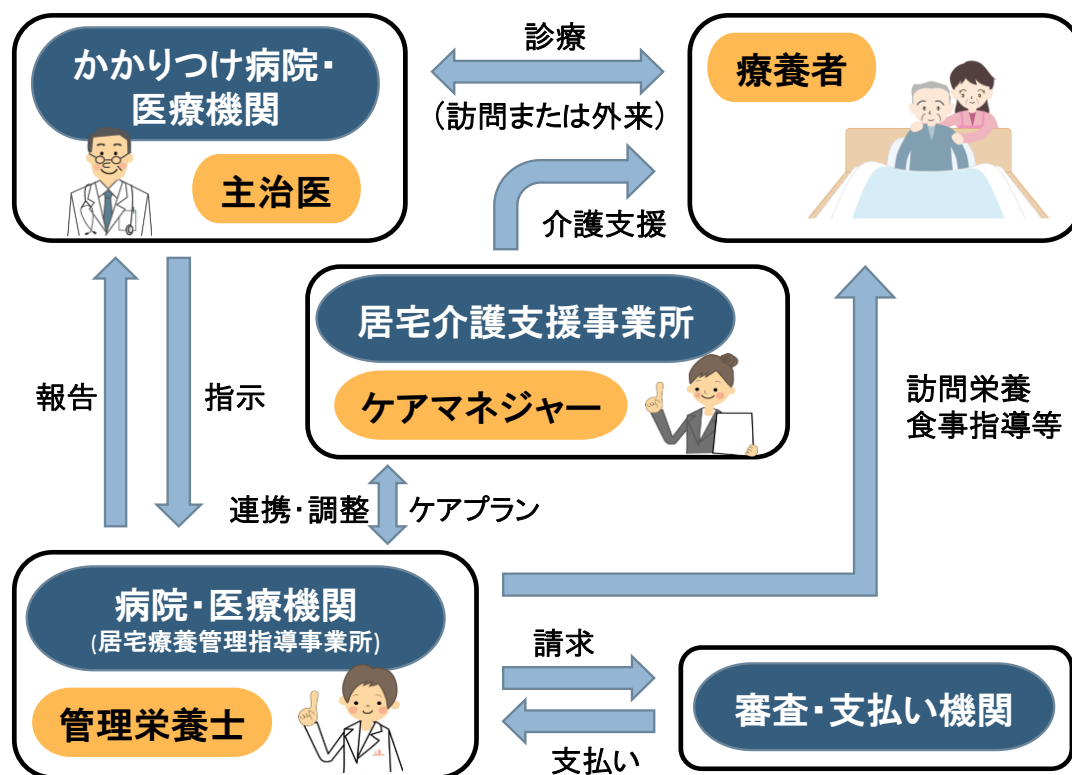 かかりつけ病院・
医療機関
主治医
診療
(訪問または外来)
療養者
介護支援
居宅介護支援事業所
ケアマネジャー
報告
指示
訪問栄養
食事指導等
連携・調整
ケアプラン
病院・医療機関
(居宅療養管理指導事業所)
管理栄養士
請求
支払い
審査・支払い機関